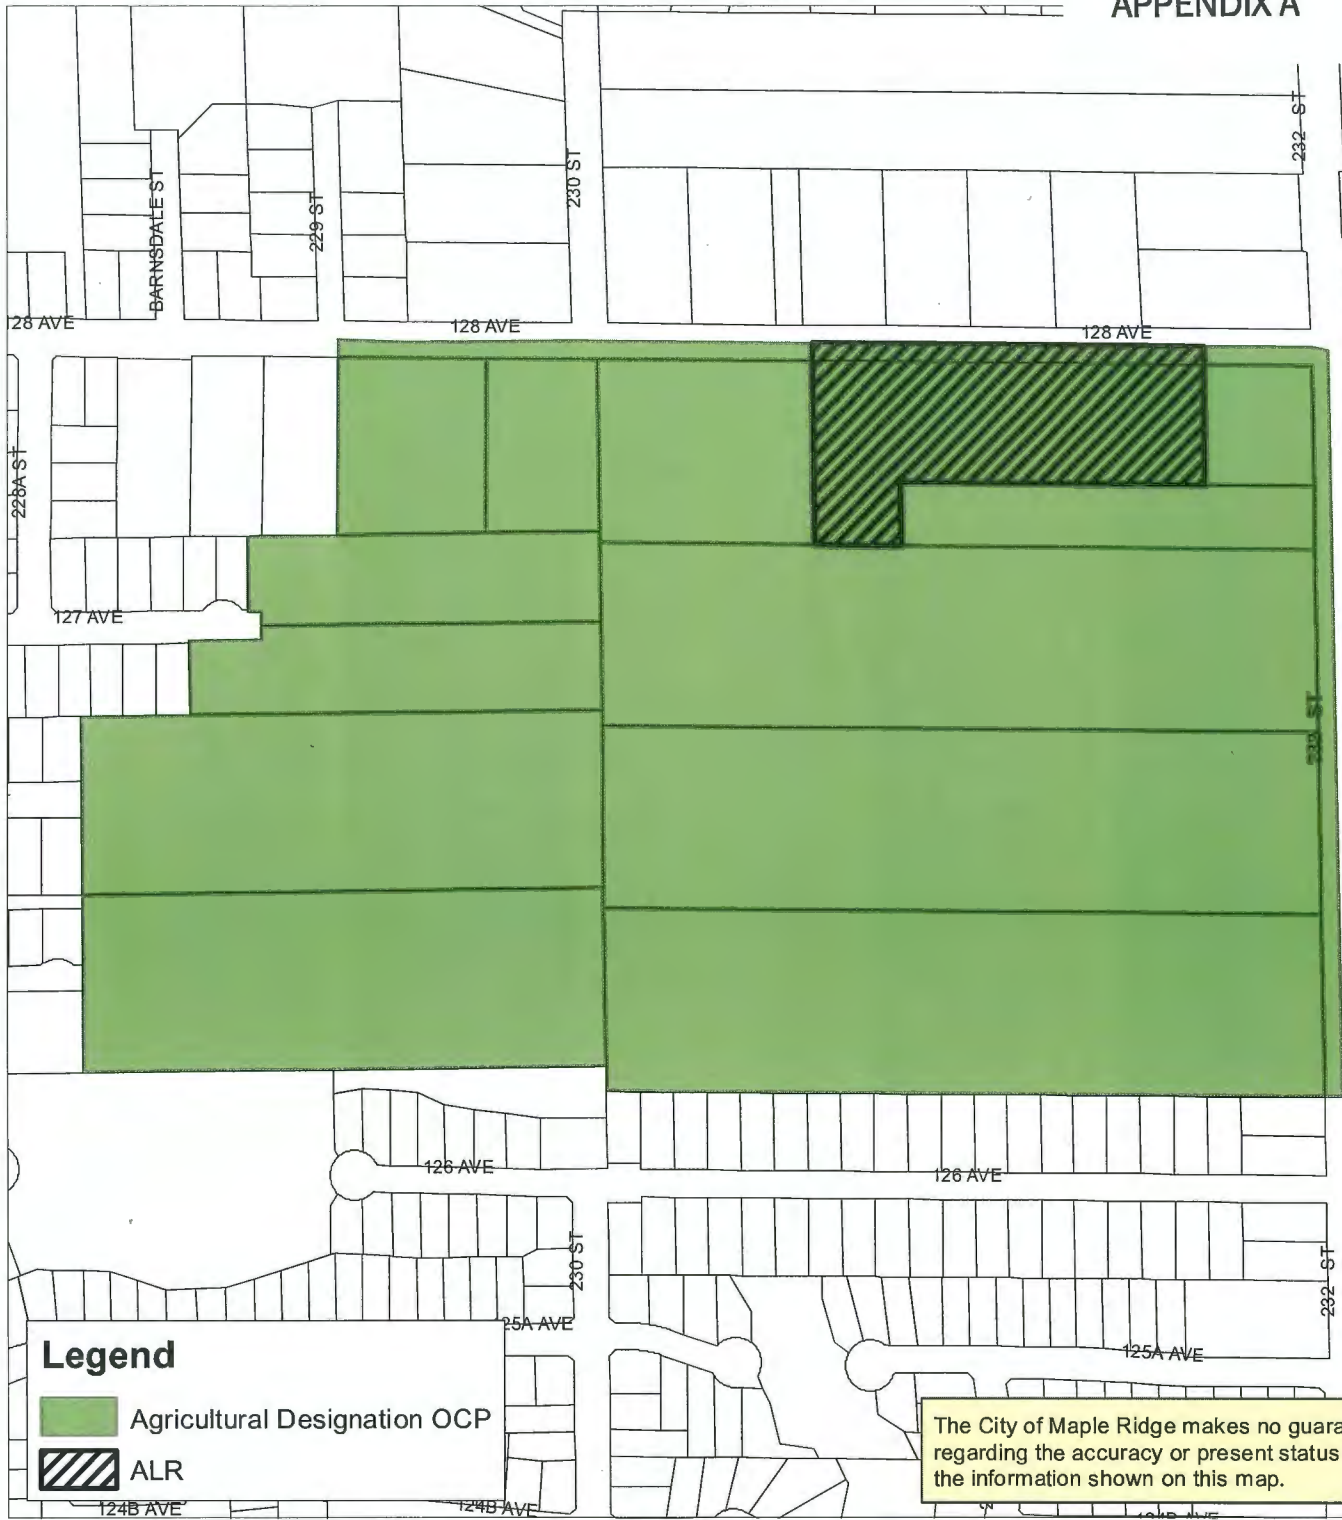 APPENDIX A
232 ST
230 ST
BARNSDALE ST
229 ST
128 AVE
128 AVE
128 AVE
228A ST
127 AVE
232 ST
126 AVE
126 AVE
230 ST
232 ST
25A AVE
125A AVE
Legend
Agricultural Designation OCP
ALR
The City of Maple Ridge makes no guara
regarding the accuracy or present status
the information shown on this map.
124B AVE
124B AVE
124B AVE